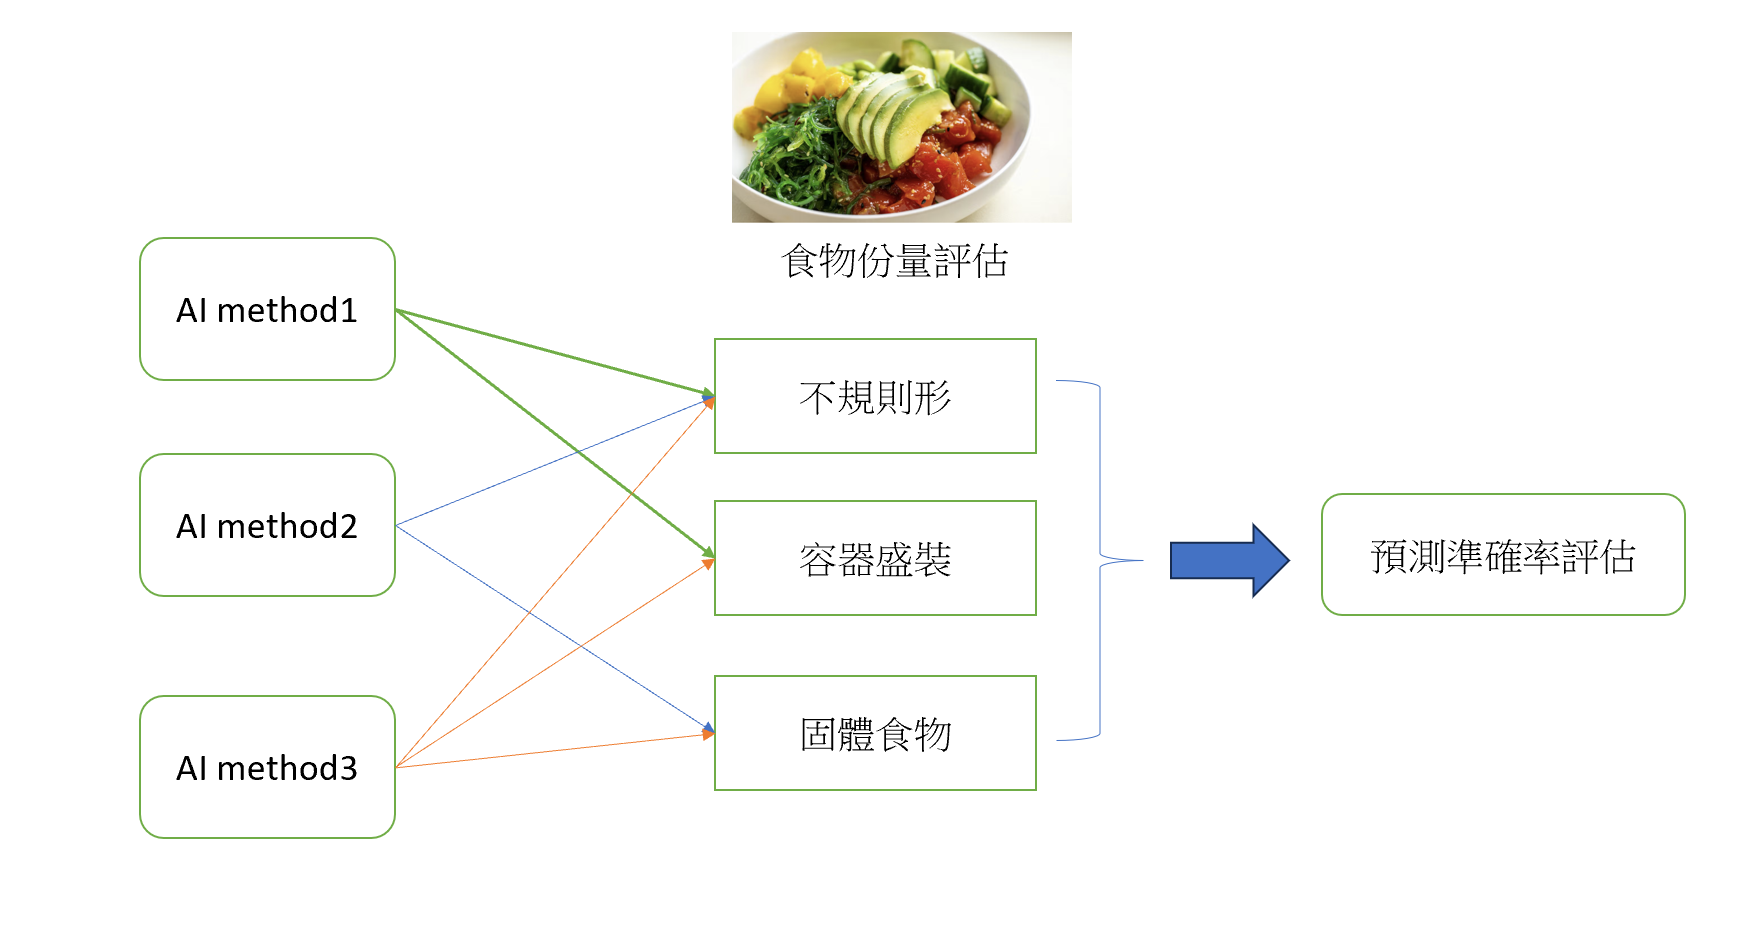 食物份量評估
AI method1
AI method2
AI method3
不規則形
容器盛裝
固體食物
預測準確率評估